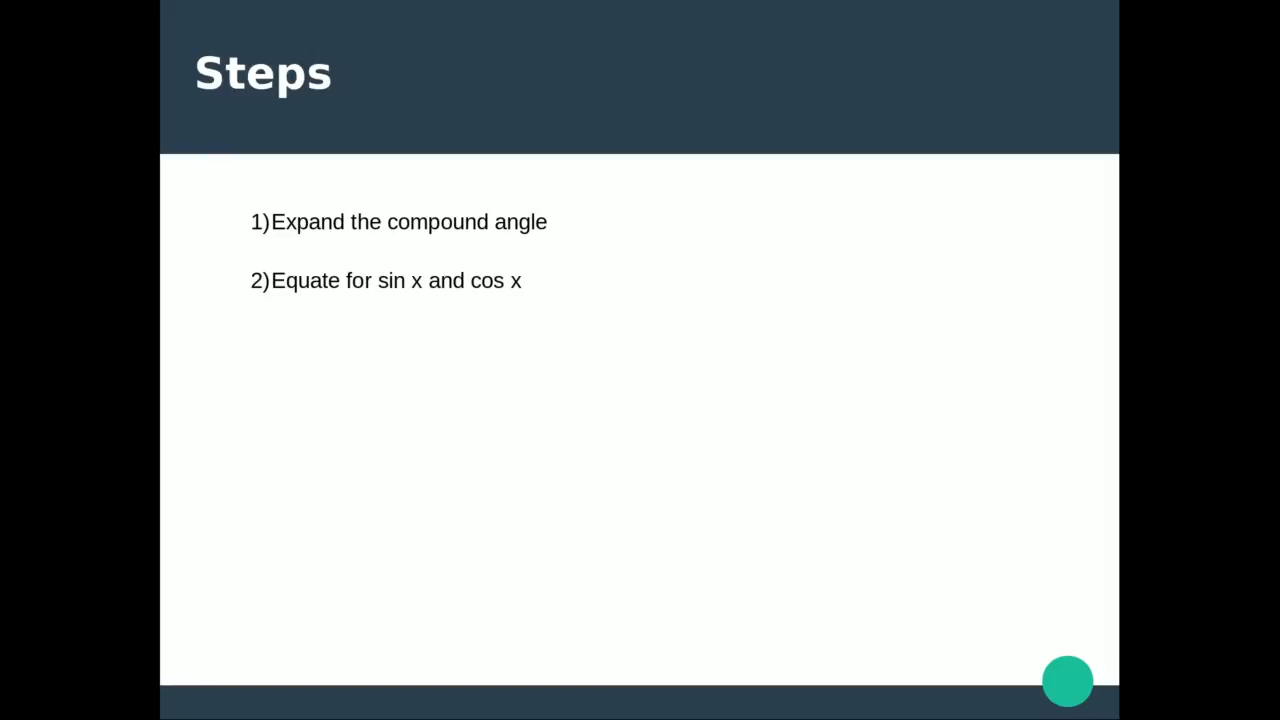 Steps
1)Expand the compound angle
2)Equate for sin x and cos x